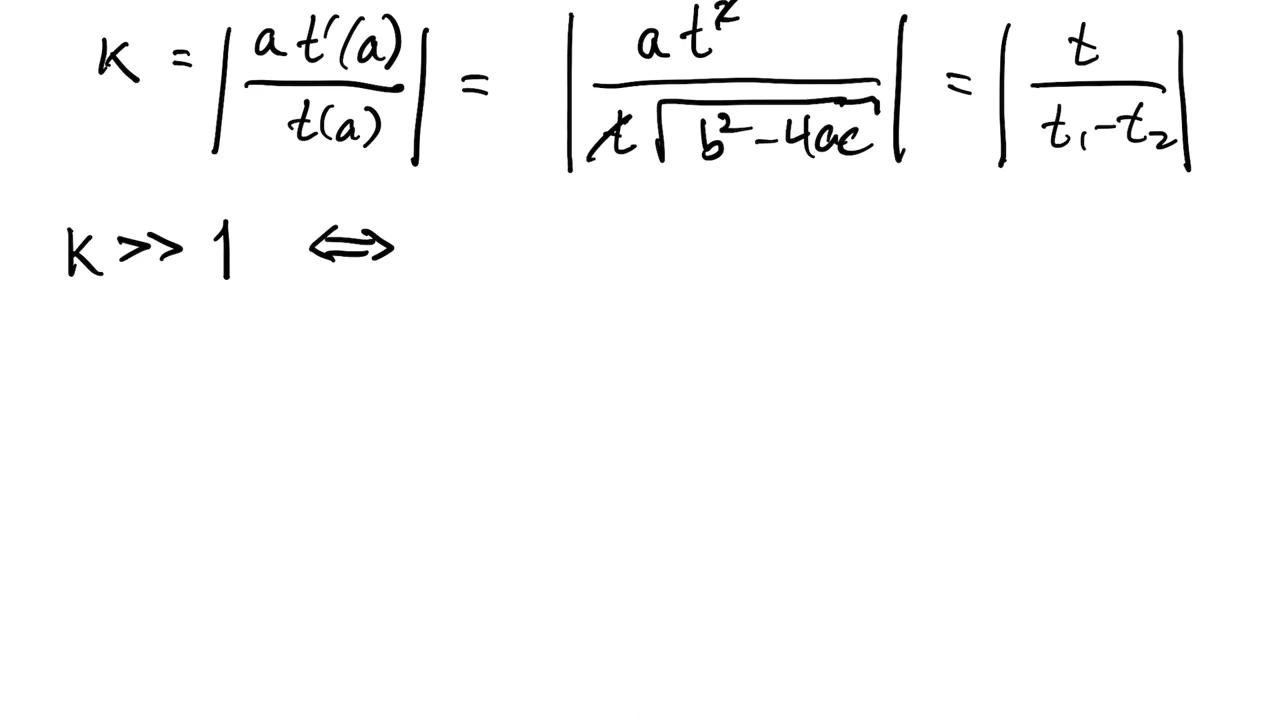 K = | a t'(a) / t(a) | = | a t² / t √(b² - 4ac) | = | t / (t₁ - t₂) |
K >> 1 ⟺